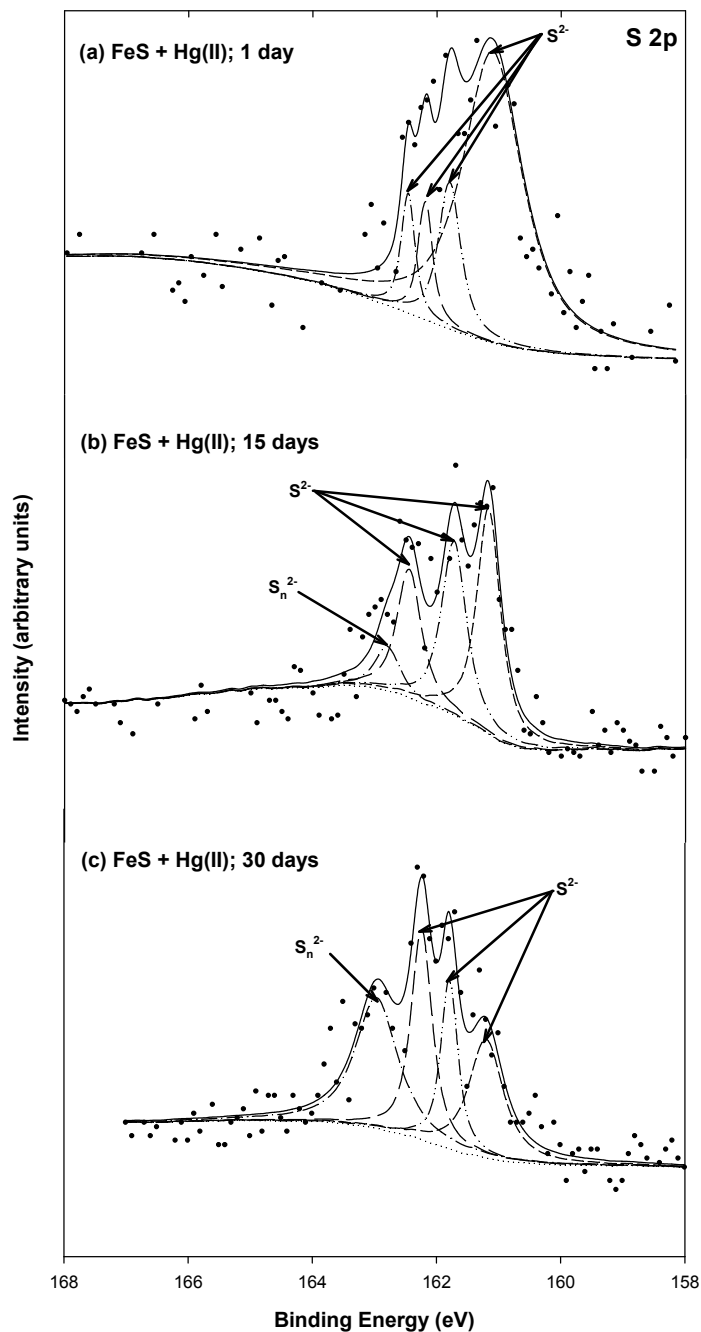 (a) FeS + Hg(II); 1 day
S 2p
S²⁻
(b) FeS + Hg(II); 15 days
S²⁻
Sₙ²⁻
(c) FeS + Hg(II); 30 days
S²⁻
Sₙ²⁻
Intensity (arbitrary units)
168 166 164 162 160 158
Binding Energy (eV)